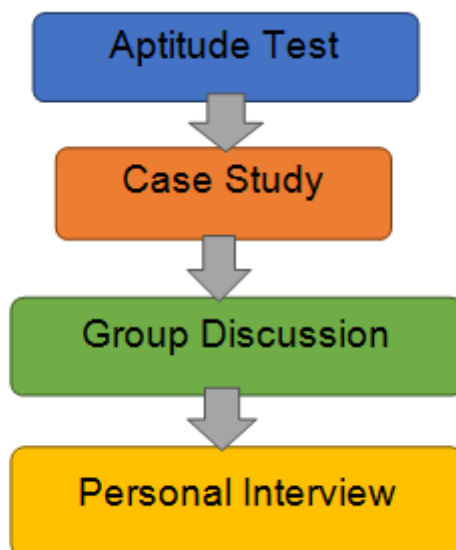 Aptitude Test
Case Study
Group Discussion
Personal Interview